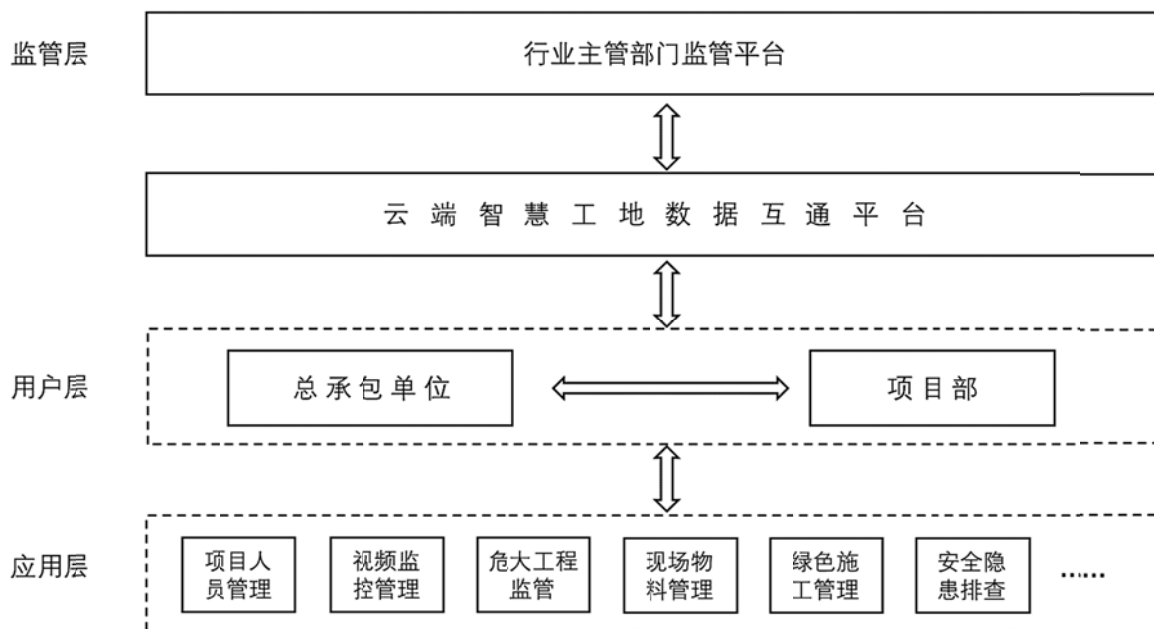 监管层
行业主管部门监管平台
云端智慧工地数据互通平台
用户层
总承包单位
项目部
应用层
项目人
员管理
视频监
控管理
危大工程
监管
现场物
料管理
绿色施
工管理
安全隐
患排查
……